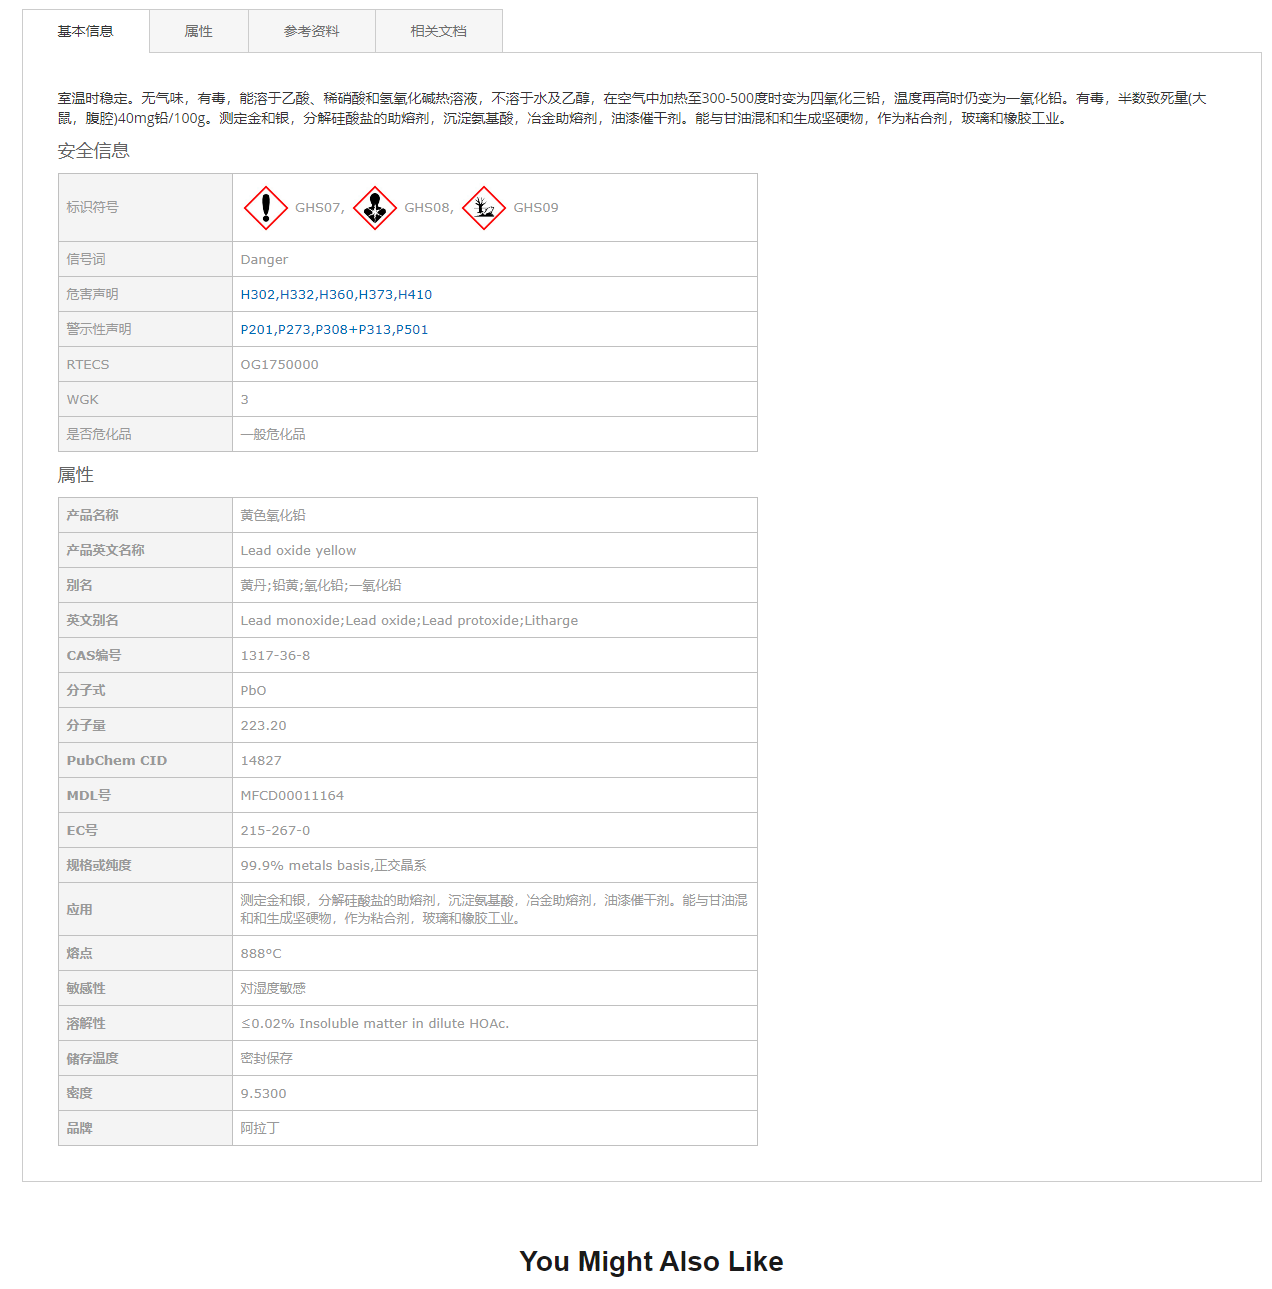 基本信息 属性 参考资料 相关文档
室温时稳定。无气味，有毒，能溶于乙酸、稀硝酸和氢氧化碱热溶液，不溶于水及乙醇，在空气中加热至300-500度时变为四氧化三铅，温度再高时仍变为一氧化铅。有毒，半数致死量(大
鼠，腹腔)40mg铅/100g。测定金和银，分解硅酸盐的助熔剂，沉淀氨基酸，冶金助熔剂，油漆催干剂。能与甘油混和和生成坚硬物，作为粘合剂，玻璃和橡胶工业。
安全信息
标识符号 GHS07, GHS08, GHS09
信号词 Danger
危害声明 H302,H332,H360,H373,H410
警示性声明 P201,P273,P308+P313,P501
RTECS OG1750000
WGK 3
是否危化品 一般危化品
属性
产品名称 黄色氧化铅
产品英文名称 Lead oxide yellow
别名 黄丹;铅黄;氧化铅;一氧化铅
英文别名 Lead monoxide;Lead oxide;Lead protoxide;Litharge
CAS编号 1317-36-8
分子式 PbO
分子量 223.20
PubChem CID 14827
MDL号 MFCD00011164
EC号 215-267-0
规格或纯度 99.9% metals basis,正交晶系
应用 测定金和银，分解硅酸盐的助熔剂，沉淀氨基酸，冶金助熔剂，油漆催干剂。能与甘油混
和和生成坚硬物，作为粘合剂，玻璃和橡胶工业。
熔点 888°C
敏感性 对湿度敏感
溶解性 ≤0.02% Insoluble matter in dilute HOAc.
储存温度 密封保存
密度 9.5300
品牌 阿拉丁
You Might Also Like